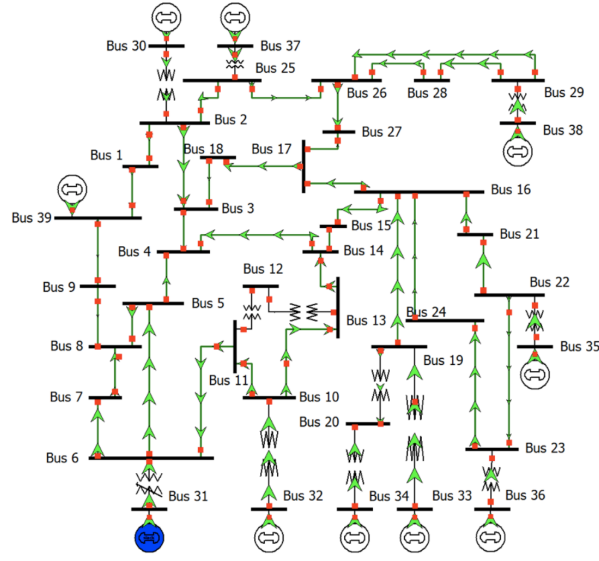 Bus 30
Bus 37
Bus 25
Bus 26
Bus 28
Bus 29
Bus 2
Bus 38
Bus 27
Bus 18
Bus 17
Bus 1
Bus 16
Bus 39
Bus 3
Bus 15
Bus 21
Bus 4
Bus 14
Bus 12
Bus 22
Bus 9
Bus 5
Bus 13
Bus 24
Bus 8
Bus 35
Bus 11
Bus 19
Bus 7
Bus 10
Bus 20
Bus 6
Bus 23
Bus 31
Bus 32
Bus 34
Bus 33
Bus 36